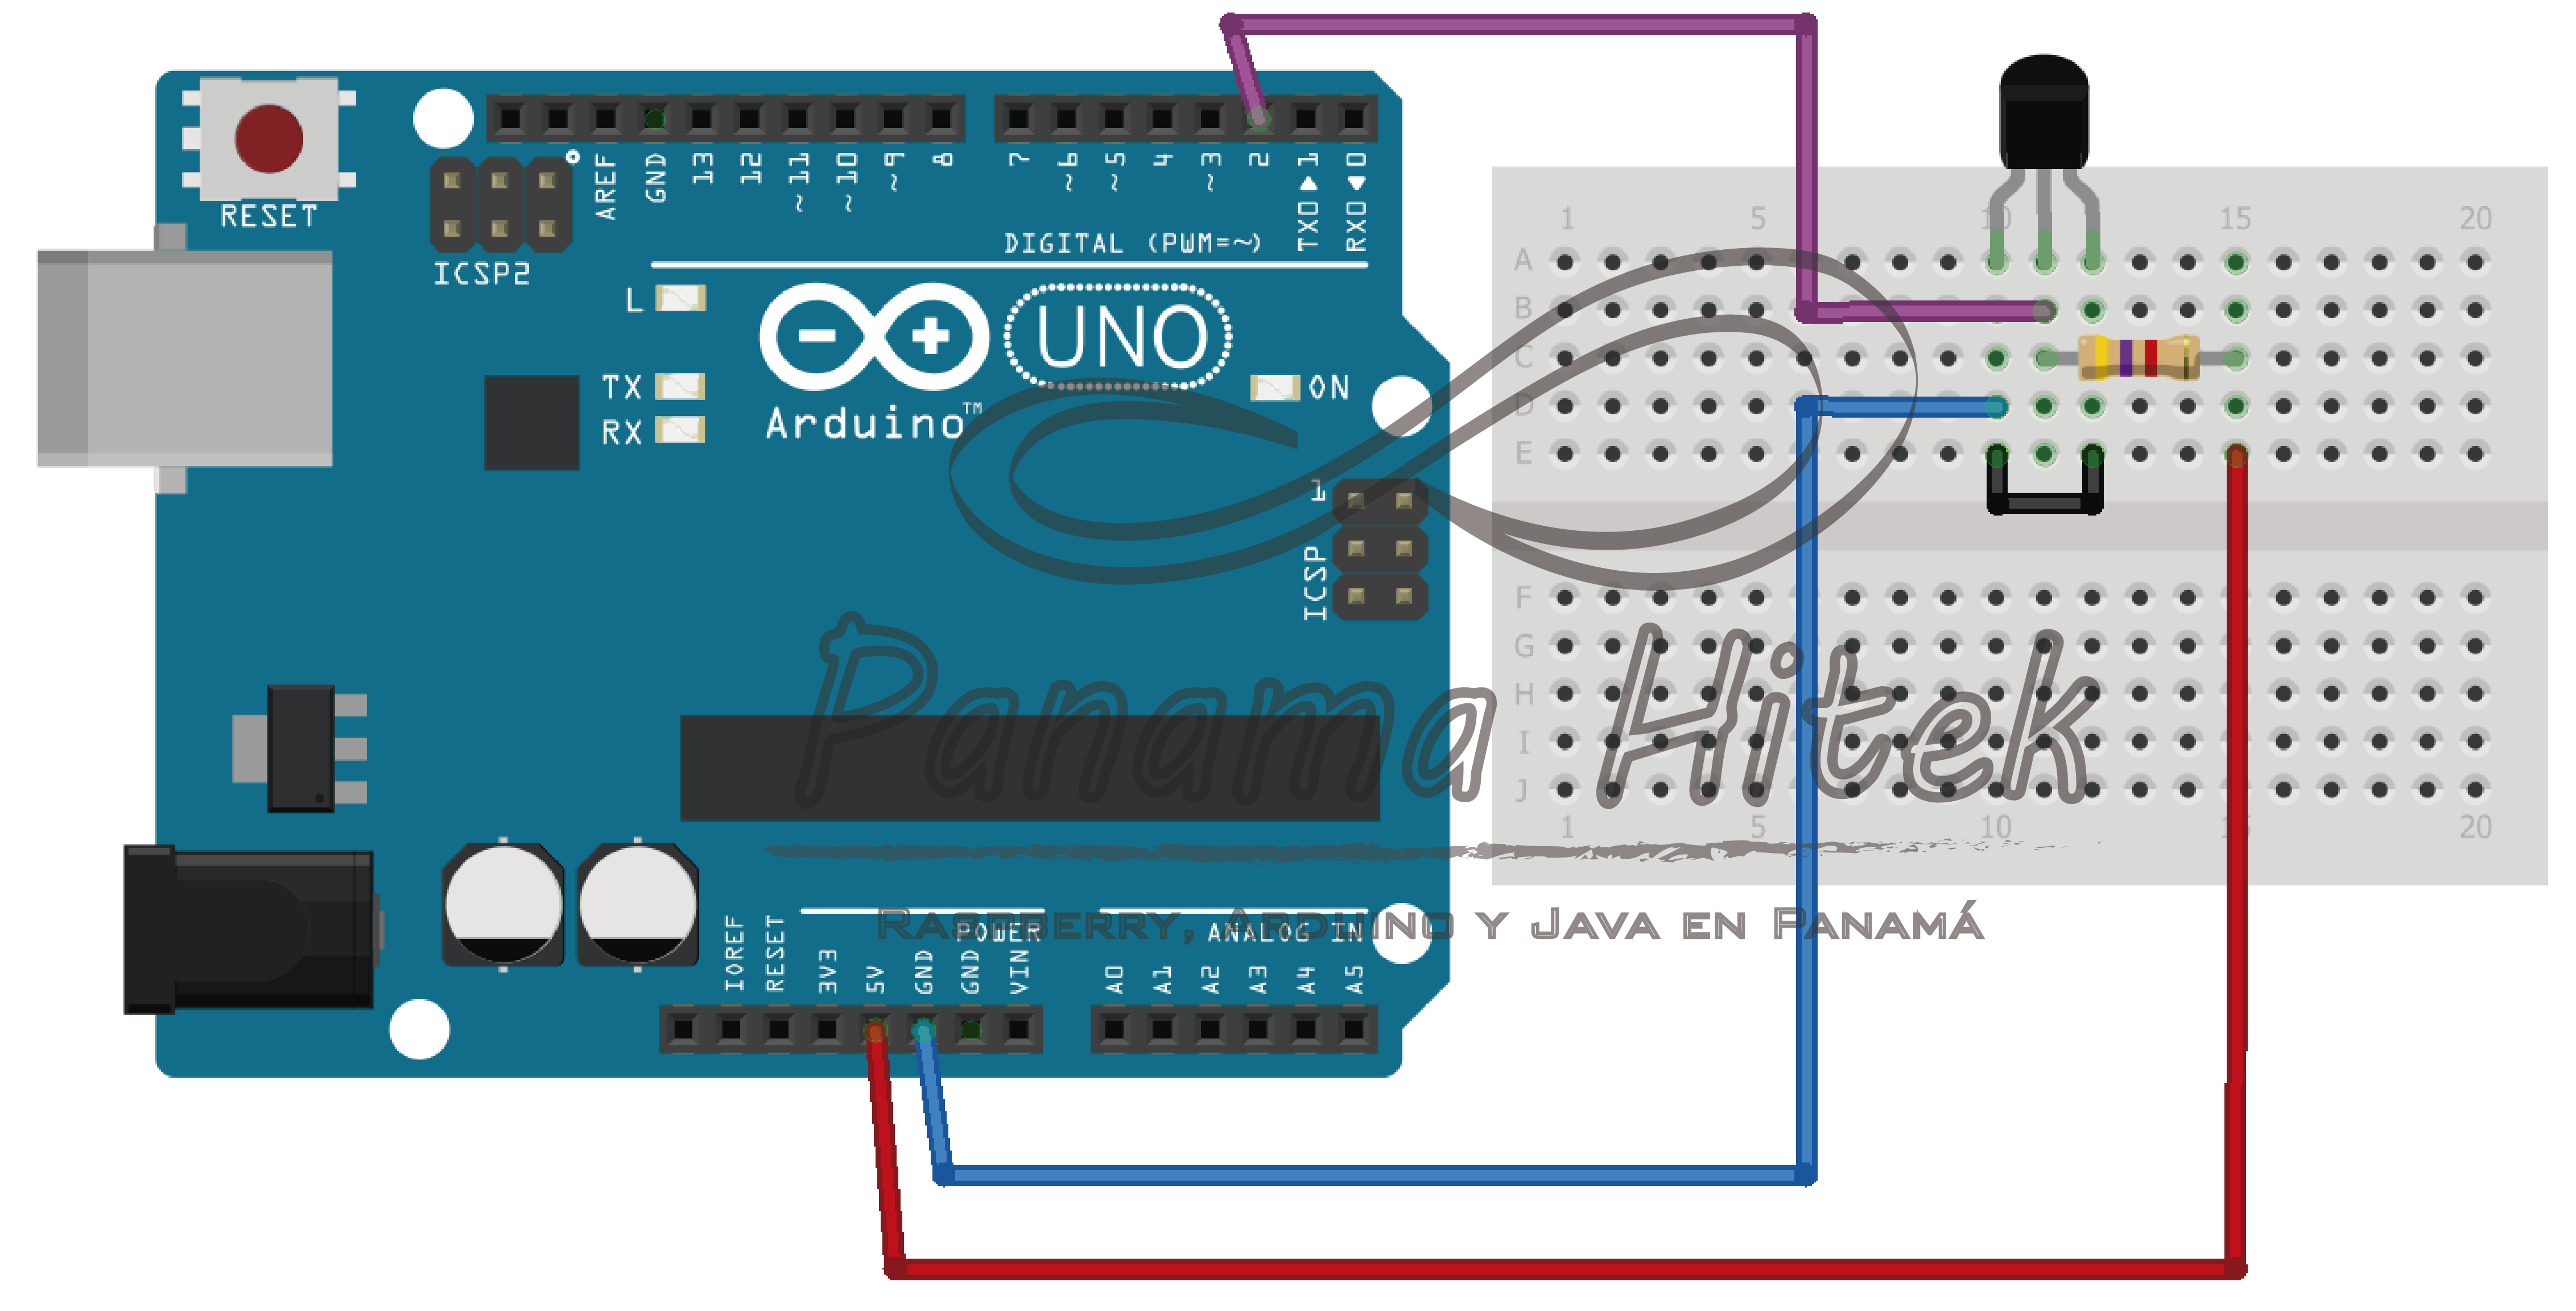 RESET
ICSP2
AREF
GND
13
12
~11
~10
~9
8
7
~6
~5
4
~3
2
TX0 ▶ 1
RX0 ◀ 0
DIGITAL (PWM=~)
L
TX
RX
Arduino™
UNO
ON
1
ICSP
1 5 10 15 20
A
B
C
D
E
F
G
H
I
J
1 5 10 15 20
Panama Hitek
Raspberry, Arduino y Java en Panamá
POWER
ANALOG IN
IOREF
RESET
3V3
5V
GND
GND
VIN
A0
A1
A2
A3
A4
A5